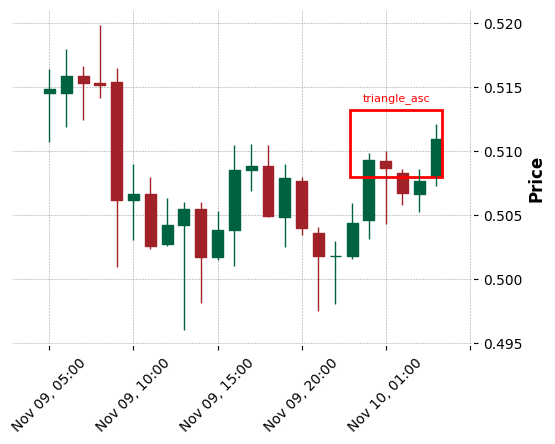 triangle_asc
0.520
0.515
0.510
0.505
0.500
0.495
Price
Nov 09, 05:00
Nov 09, 10:00
Nov 09, 15:00
Nov 09, 20:00
Nov 10, 01:00